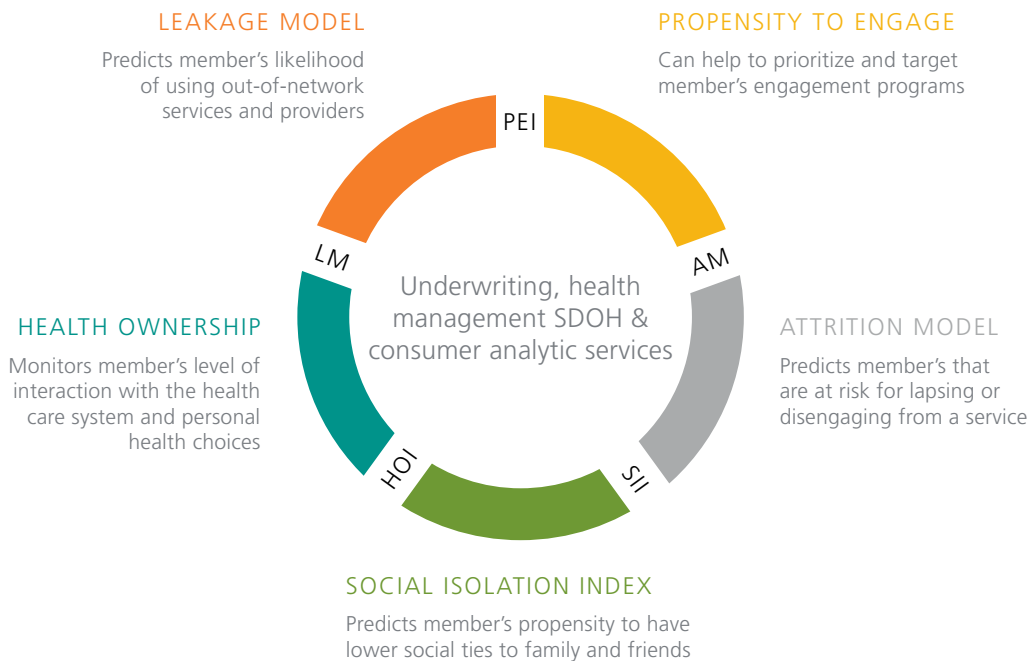 LEAKAGE MODEL
Predicts member’s likelihood
of using out-of-network
services and providers
PROPENSITY TO ENGAGE
Can help to prioritize and target
member’s engagement programs
PEI
LM
AM
Underwriting, health
management SDOH &
consumer analytic services
HEALTH OWNERSHIP
Monitors member’s level of
interaction with the health
care system and personal
health choices
ATTRITION MODEL
Predicts member’s that
are at risk for lapsing or
disengaging from a service
HOI
SII
SOCIAL ISOLATION INDEX
Predicts member’s propensity to have
lower social ties to family and friends